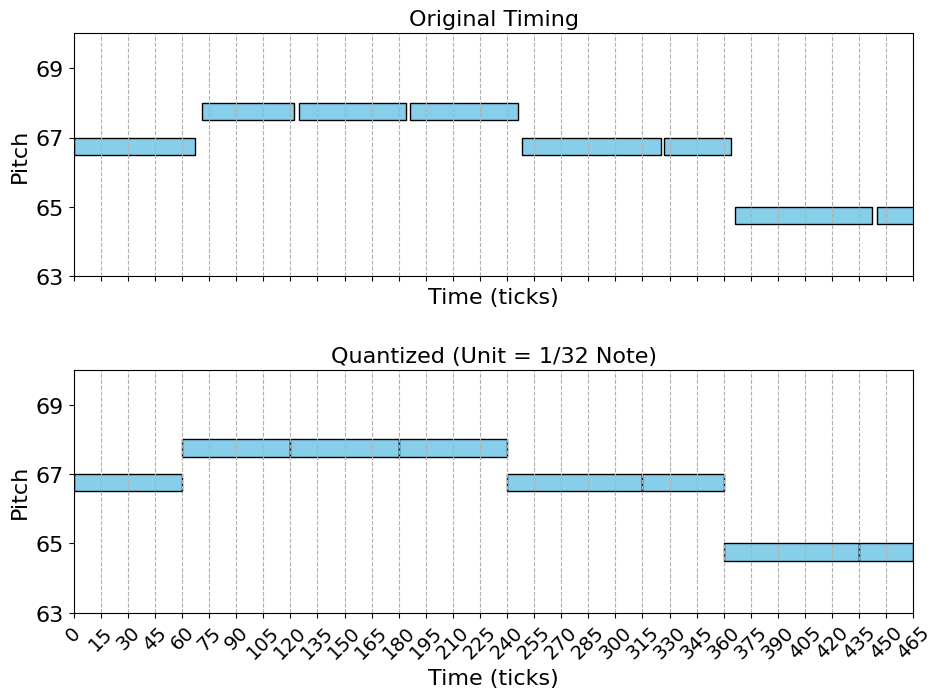 Original Timing
69
67
65
63
Pitch
Time (ticks)
Quantized (Unit = 1/32 Note)
69
67
65
63
Pitch
0 15 30 45 60 75 90 105 120 135 150 165 180 195 210 225 240 255 270 285 300 315 330 345 360 375 390 405 420 435 450 465
Time (ticks)